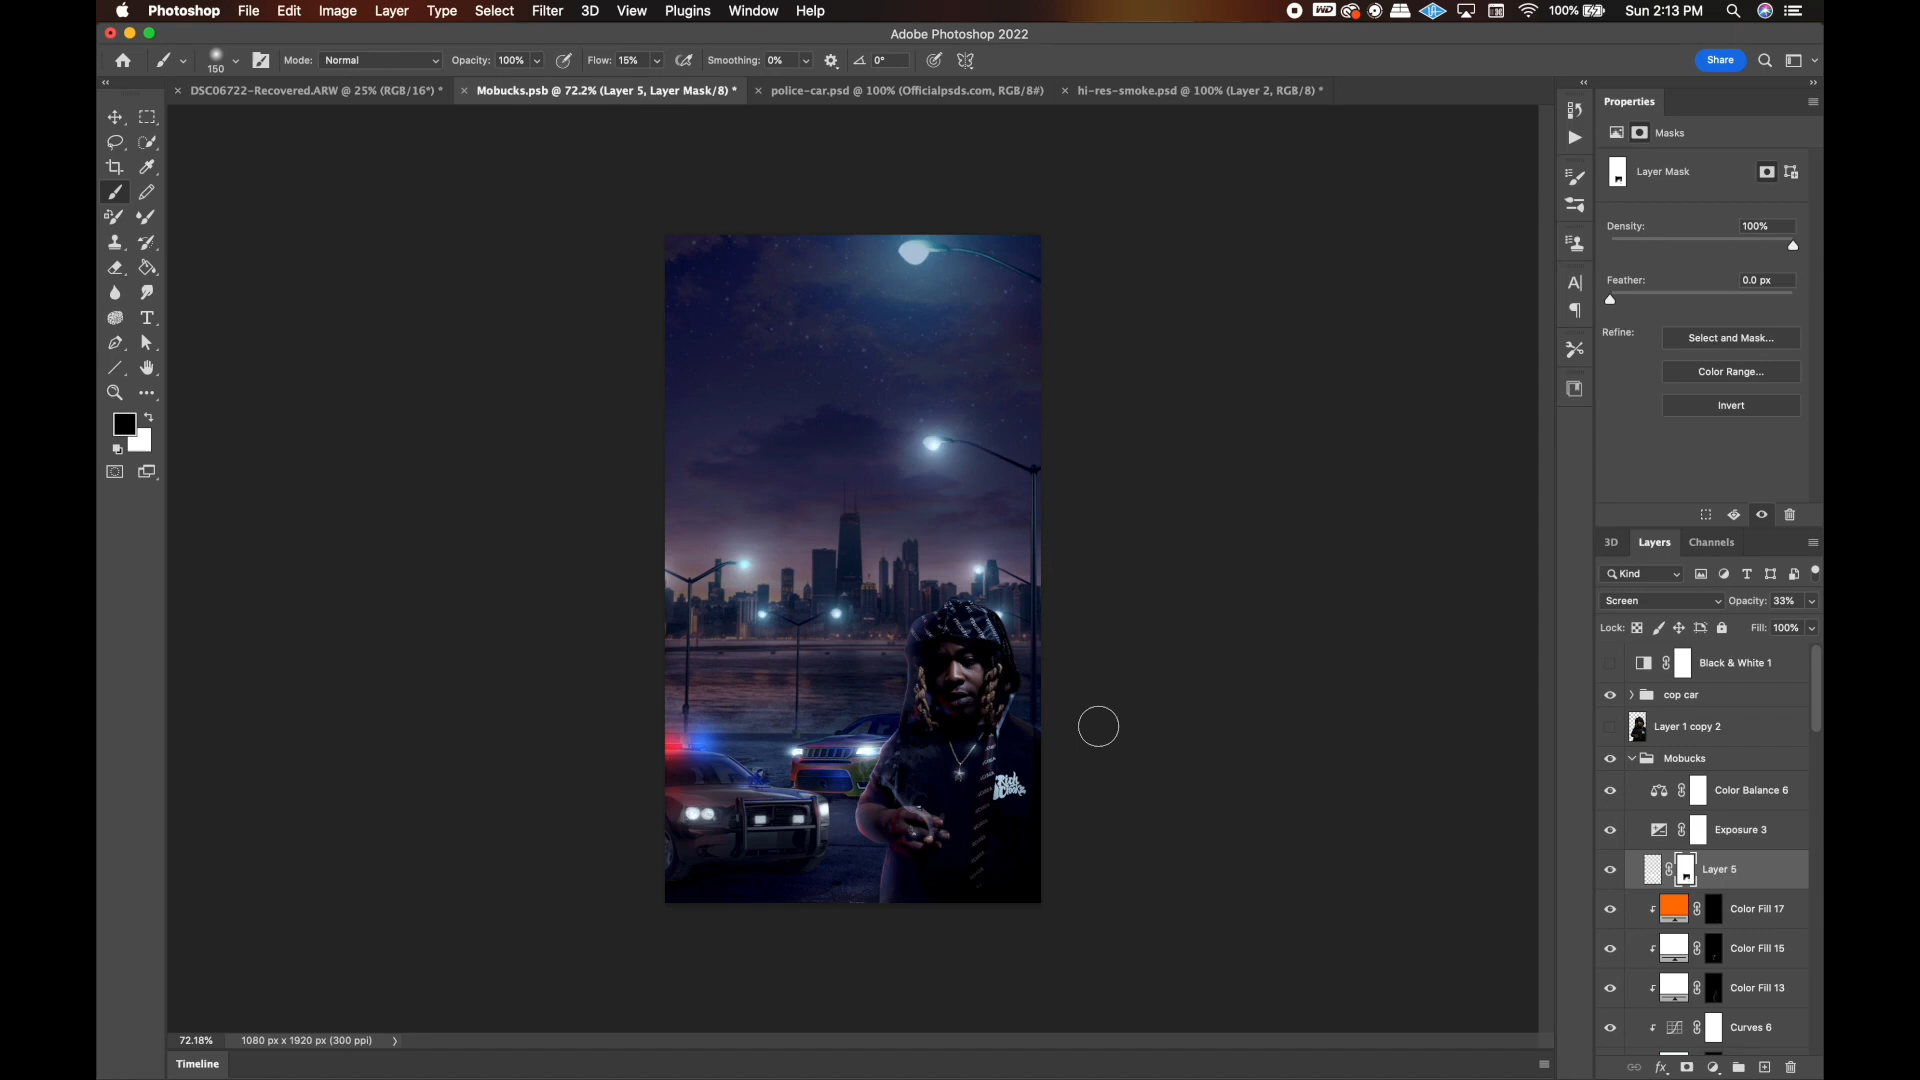 Photoshop File Edit Image Layer Type Select Filter 3D View Plugins Window Help
100% Sun 2:13 PM
Adobe Photoshop 2022
150 Mode: Normal Opacity: 100% Flow: 15% Smoothing: 0% 0° Share
DSC06722-Recovered.ARW @ 25% (RGB/16*) * Mobucks.psb @ 72.2% (Layer 5, Layer Mask/8) * police-car.psd @ 100% (Officialpsds.com, RGB/8#) hi-res-smoke.psd @ 100% (Layer 2, RGB/8) *
Properties
Masks
Layer Mask
Density: 100%
Feather: 0.0 px
Refine: Select and Mask...
Color Range...
Invert
3D Layers Channels
Kind
Screen Opacity: 33%
Lock: Fill: 100%
Black & White 1
cop car
Layer 1 copy 2
Mobucks
Color Balance 6
Exposure 3
Layer 5
Color Fill 17
Color Fill 15
Color Fill 13
Curves 6
72.18% 1080 px x 1920 px (300 ppi)
Timeline